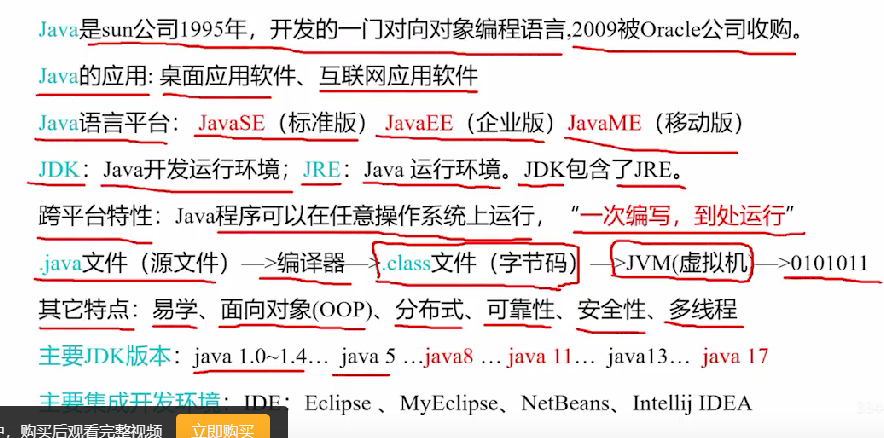 Java是sun公司1995年，开发的一门对向对象编程语言,2009被Oracle公司收购。
Java的应用: 桌面应用软件、互联网应用软件
Java语言平台： JavaSE（标准版） JavaEE（企业版）JavaME（移动版）
JDK：Java开发运行环境；JRE：Java 运行环境。JDK包含了JRE。
跨平台特性：Java程序可以在任意操作系统上运行，“一次编写，到处运行”
.java文件（源文件）—>编译器—>.class文件（字节码）—>JVM(虚拟机)—>0101011
其它特点：易学、面向对象(OOP)、分布式、可靠性、安全性、多线程
主要JDK版本：java 1.0~1.4… java 5 …java8 … java 11… java13… java 17
主要集成开发环境：IDE：Eclipse 、MyEclipse、NetBeans、Intellij IDEA
，购买后观看完整视频 立即购买